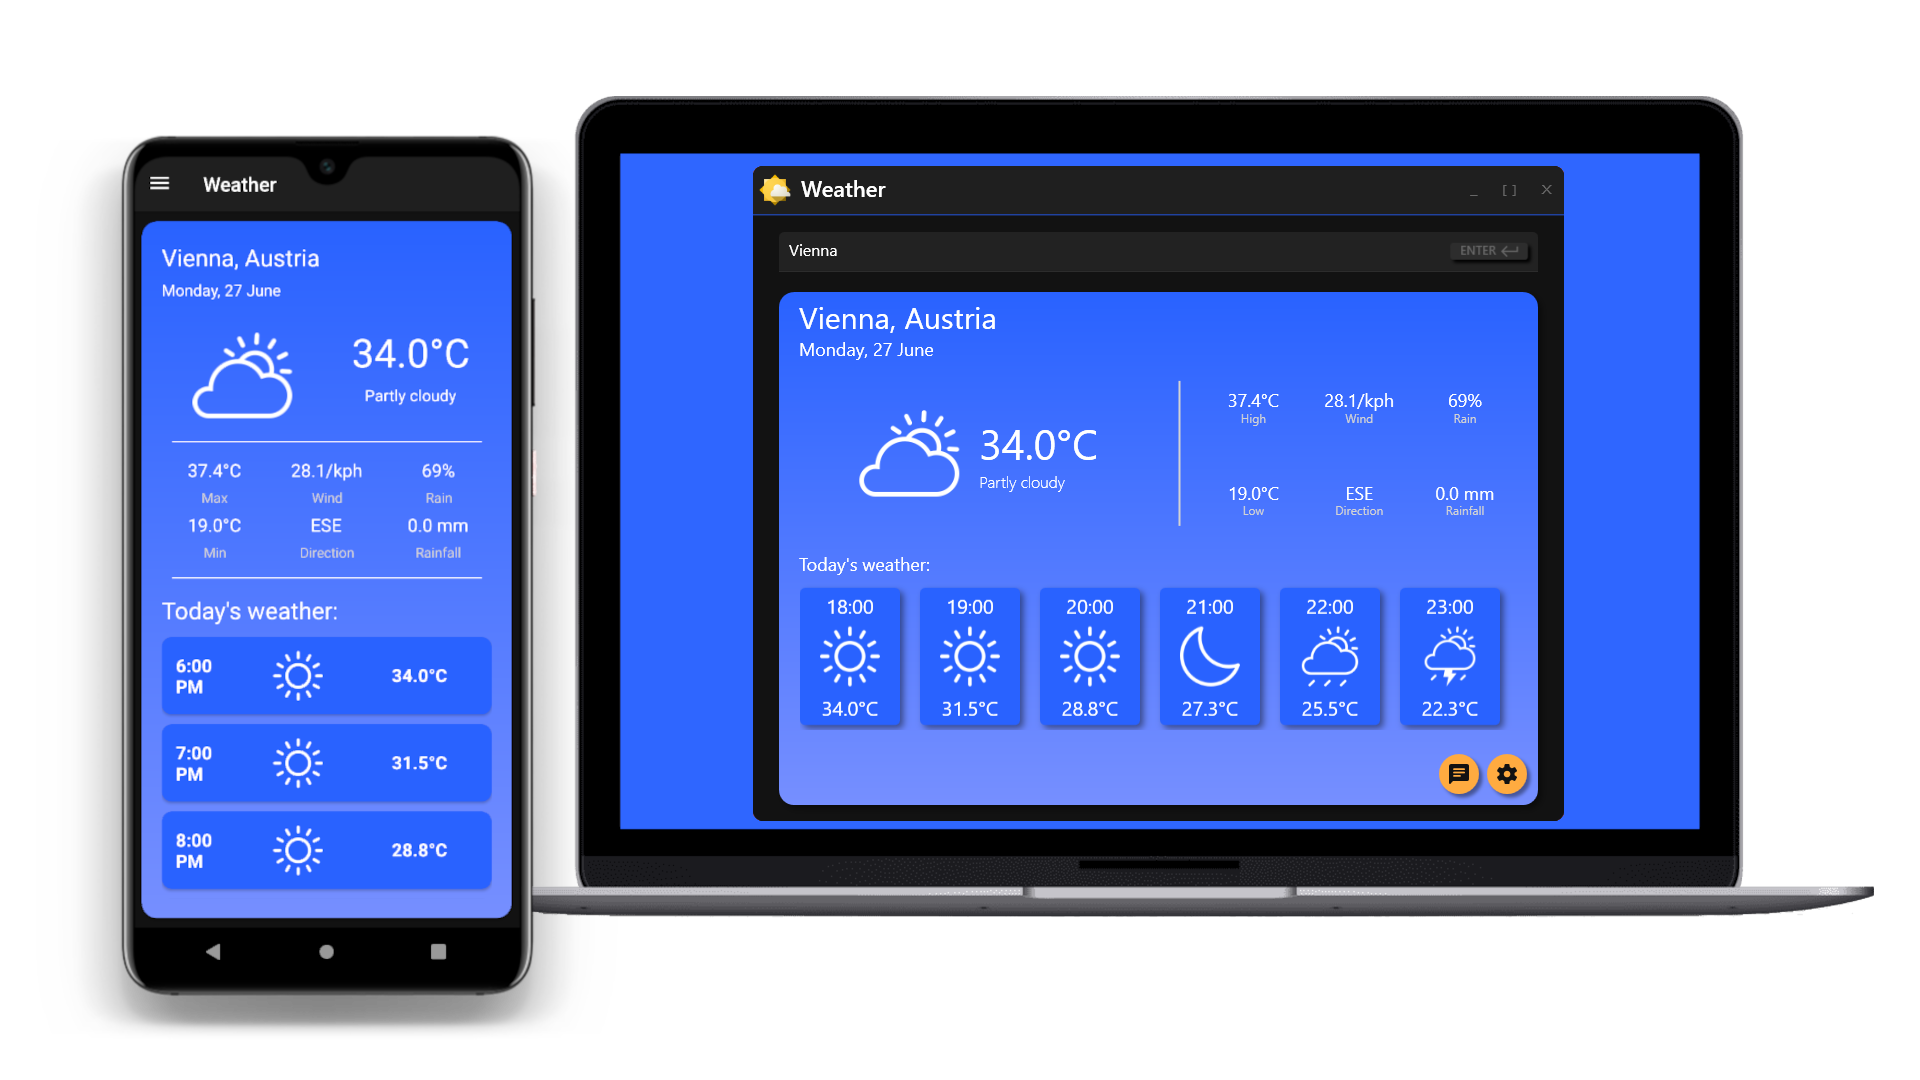 Weather
Vienna, Austria
Monday, 27 June
34.0°C
Partly cloudy
37.4°C 28.1/kph 69%
Max Wind Rain
19.0°C ESE 0.0 mm
Min Direction Rainfall
Today's weather:
6:00 PM 34.0°C
7:00 PM 31.5°C
8:00 PM 28.8°C
Weather
Vienna ENTER
Vienna, Austria
Monday, 27 June
34.0°C
Partly cloudy
37.4°C 28.1/kph 69%
High Wind Rain
19.0°C ESE 0.0 mm
Low Direction Rainfall
Today's weather:
18:00 19:00 20:00 21:00 22:00 23:00
34.0°C 31.5°C 28.8°C 27.3°C 25.5°C 22.3°C